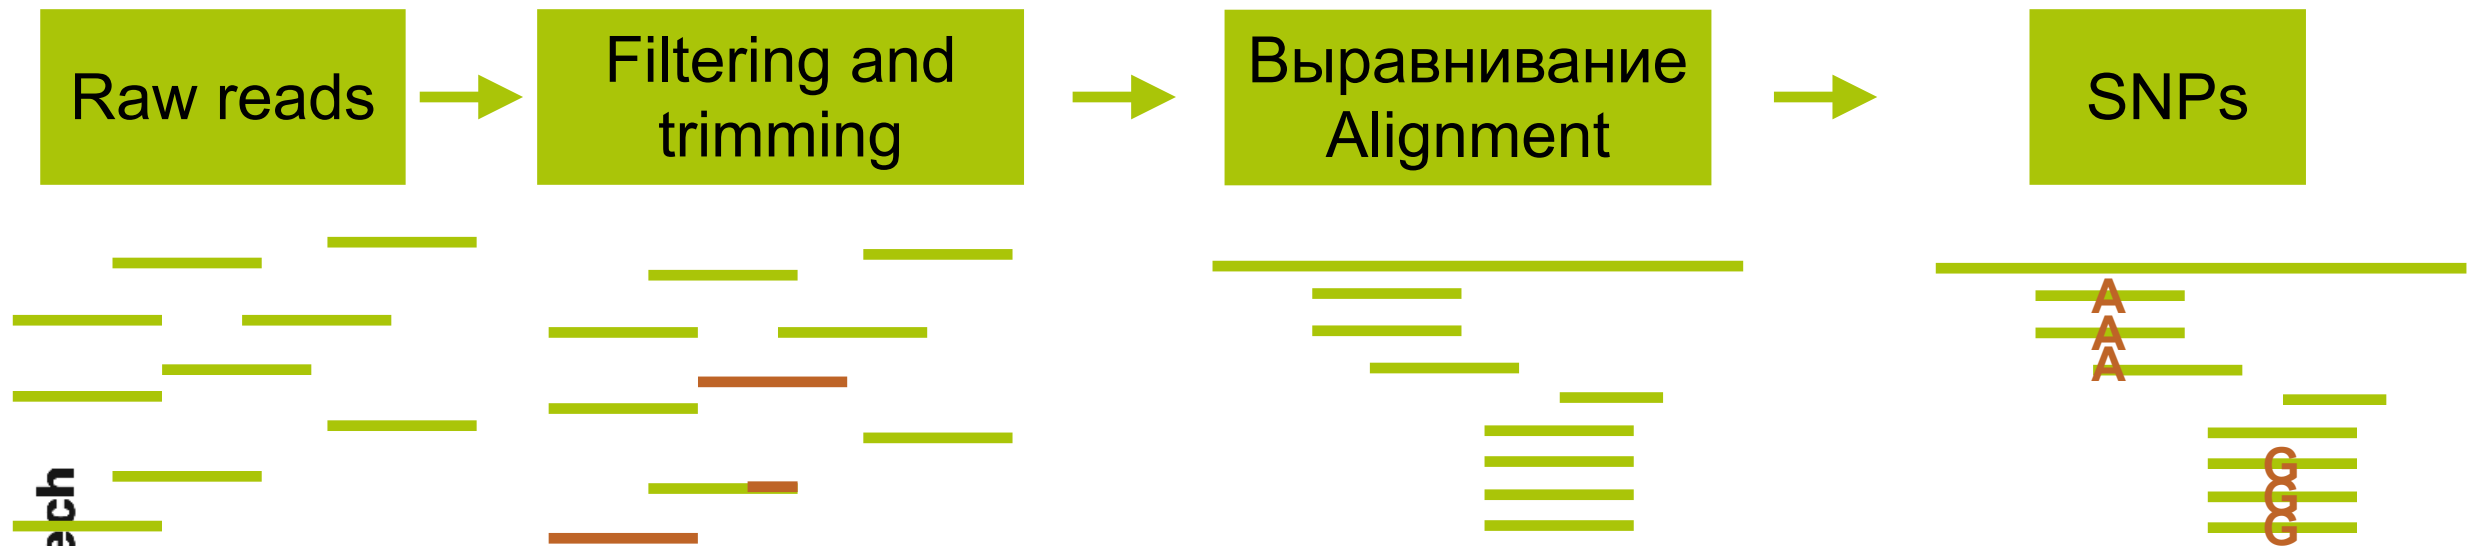 Raw reads
Filtering and
trimming
Выравнивание
Alignment
SNPs
A
A
A
G
G
G